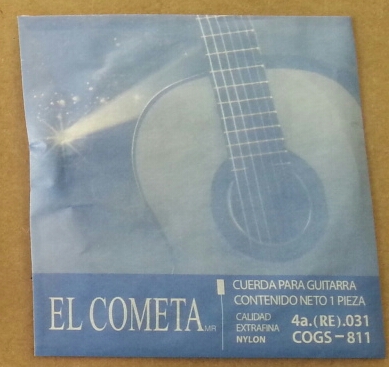 EL COMETA MR
CUERDA PARA GUITARRA
CONTENIDO NETO 1 PIEZA
CALIDAD
EXTRAFINA
NYLON
4a.(RE).031
COGS-811